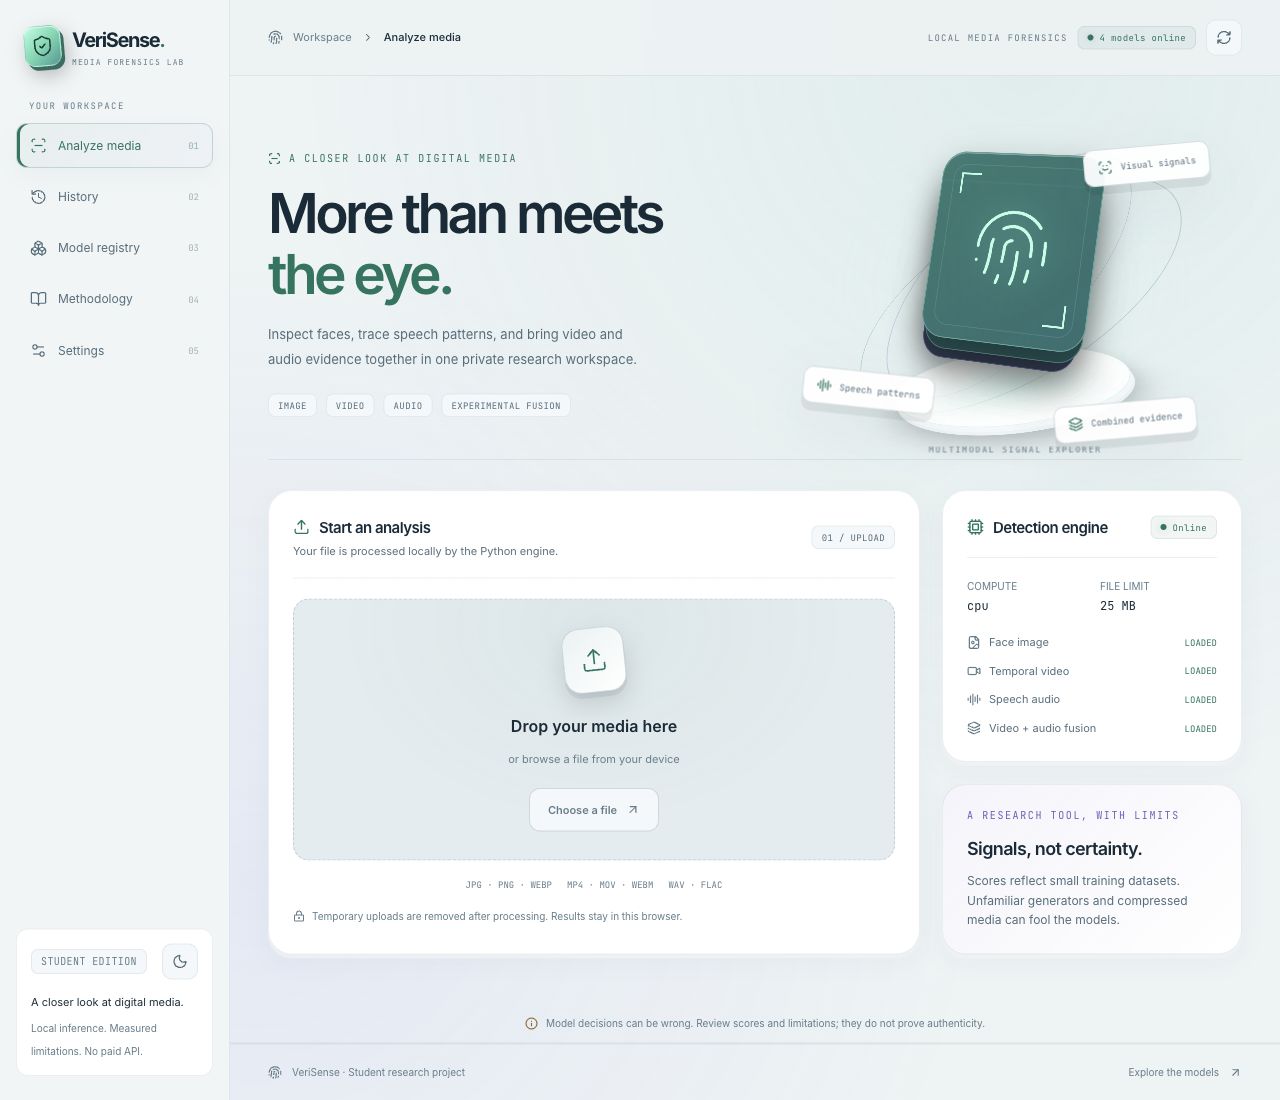 VeriSense.
MEDIA FORENSICS LAB
YOUR WORKSPACE
Analyze media 01
History 02
Model registry 03
Methodology 04
Settings 05
STUDENT EDITION
A closer look at digital media.
Local inference. Measured
limitations. No paid API.
Workspace > Analyze media
LOCAL MEDIA FORENSICS
4 models online
A CLOSER LOOK AT DIGITAL MEDIA
More than meets
the eye.
Inspect faces, trace speech patterns, and bring video and
audio evidence together in one private research workspace.
IMAGE VIDEO AUDIO EXPERIMENTAL FUSION
Visual signals
Speech patterns
Combined evidence
MULTIMODAL SIGNAL EXPLORER
Start an analysis
Your file is processed locally by the Python engine.
01 / UPLOAD
Drop your media here
or browse a file from your device
Choose a file
JPG · PNG · WEBP MP4 · MOV · WEBM WAV · FLAC
Temporary uploads are removed after processing. Results stay in this browser.
Detection engine
Online
COMPUTE FILE LIMIT
cpu 25 MB
Face image LOADED
Temporal video LOADED
Speech audio LOADED
Video + audio fusion LOADED
A RESEARCH TOOL, WITH LIMITS
Signals, not certainty.
Scores reflect small training datasets.
Unfamiliar generators and compressed
media can fool the models.
Model decisions can be wrong. Review scores and limitations; they do not prove authenticity.
VeriSense · Student research project
Explore the models